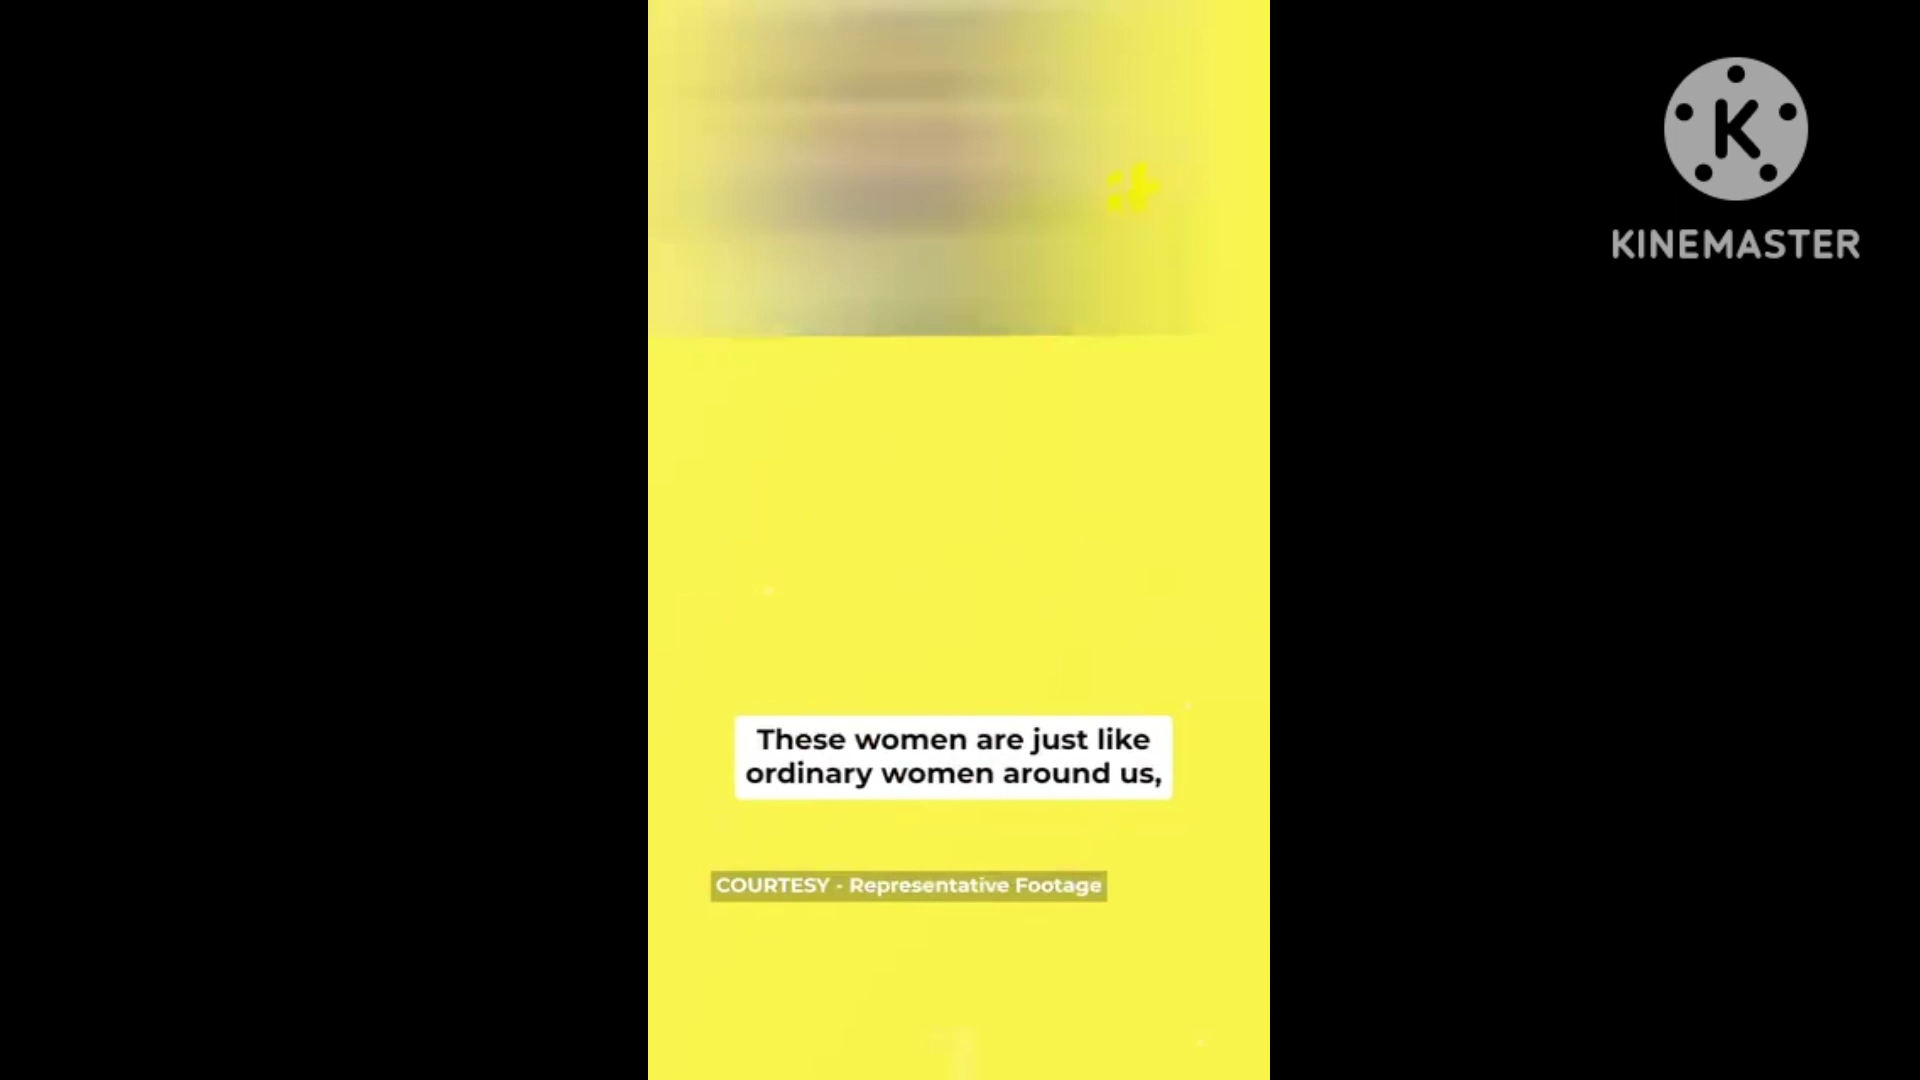 K
KINEMASTER
These women are just like
ordinary women around us,
COURTESY - Representative Footage